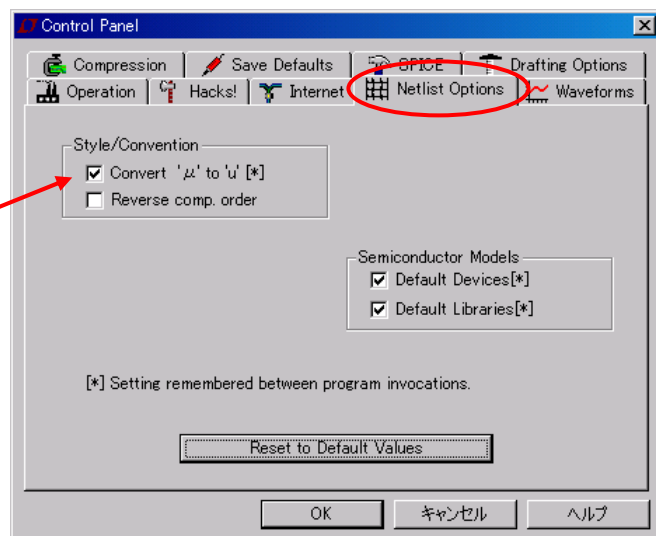 Control Panel
Compression Save Defaults SPICE Drafting Options
Operation Hacks! Internet Netlist Options Waveforms
Style/Convention
Convert 'μ' to 'u' [*]
Reverse comp. order
Semiconductor Models
Default Devices[*]
Default Libraries[*]
[*] Setting remembered between program invocations.
Reset to Default Values
OK キャンセル ヘルプ